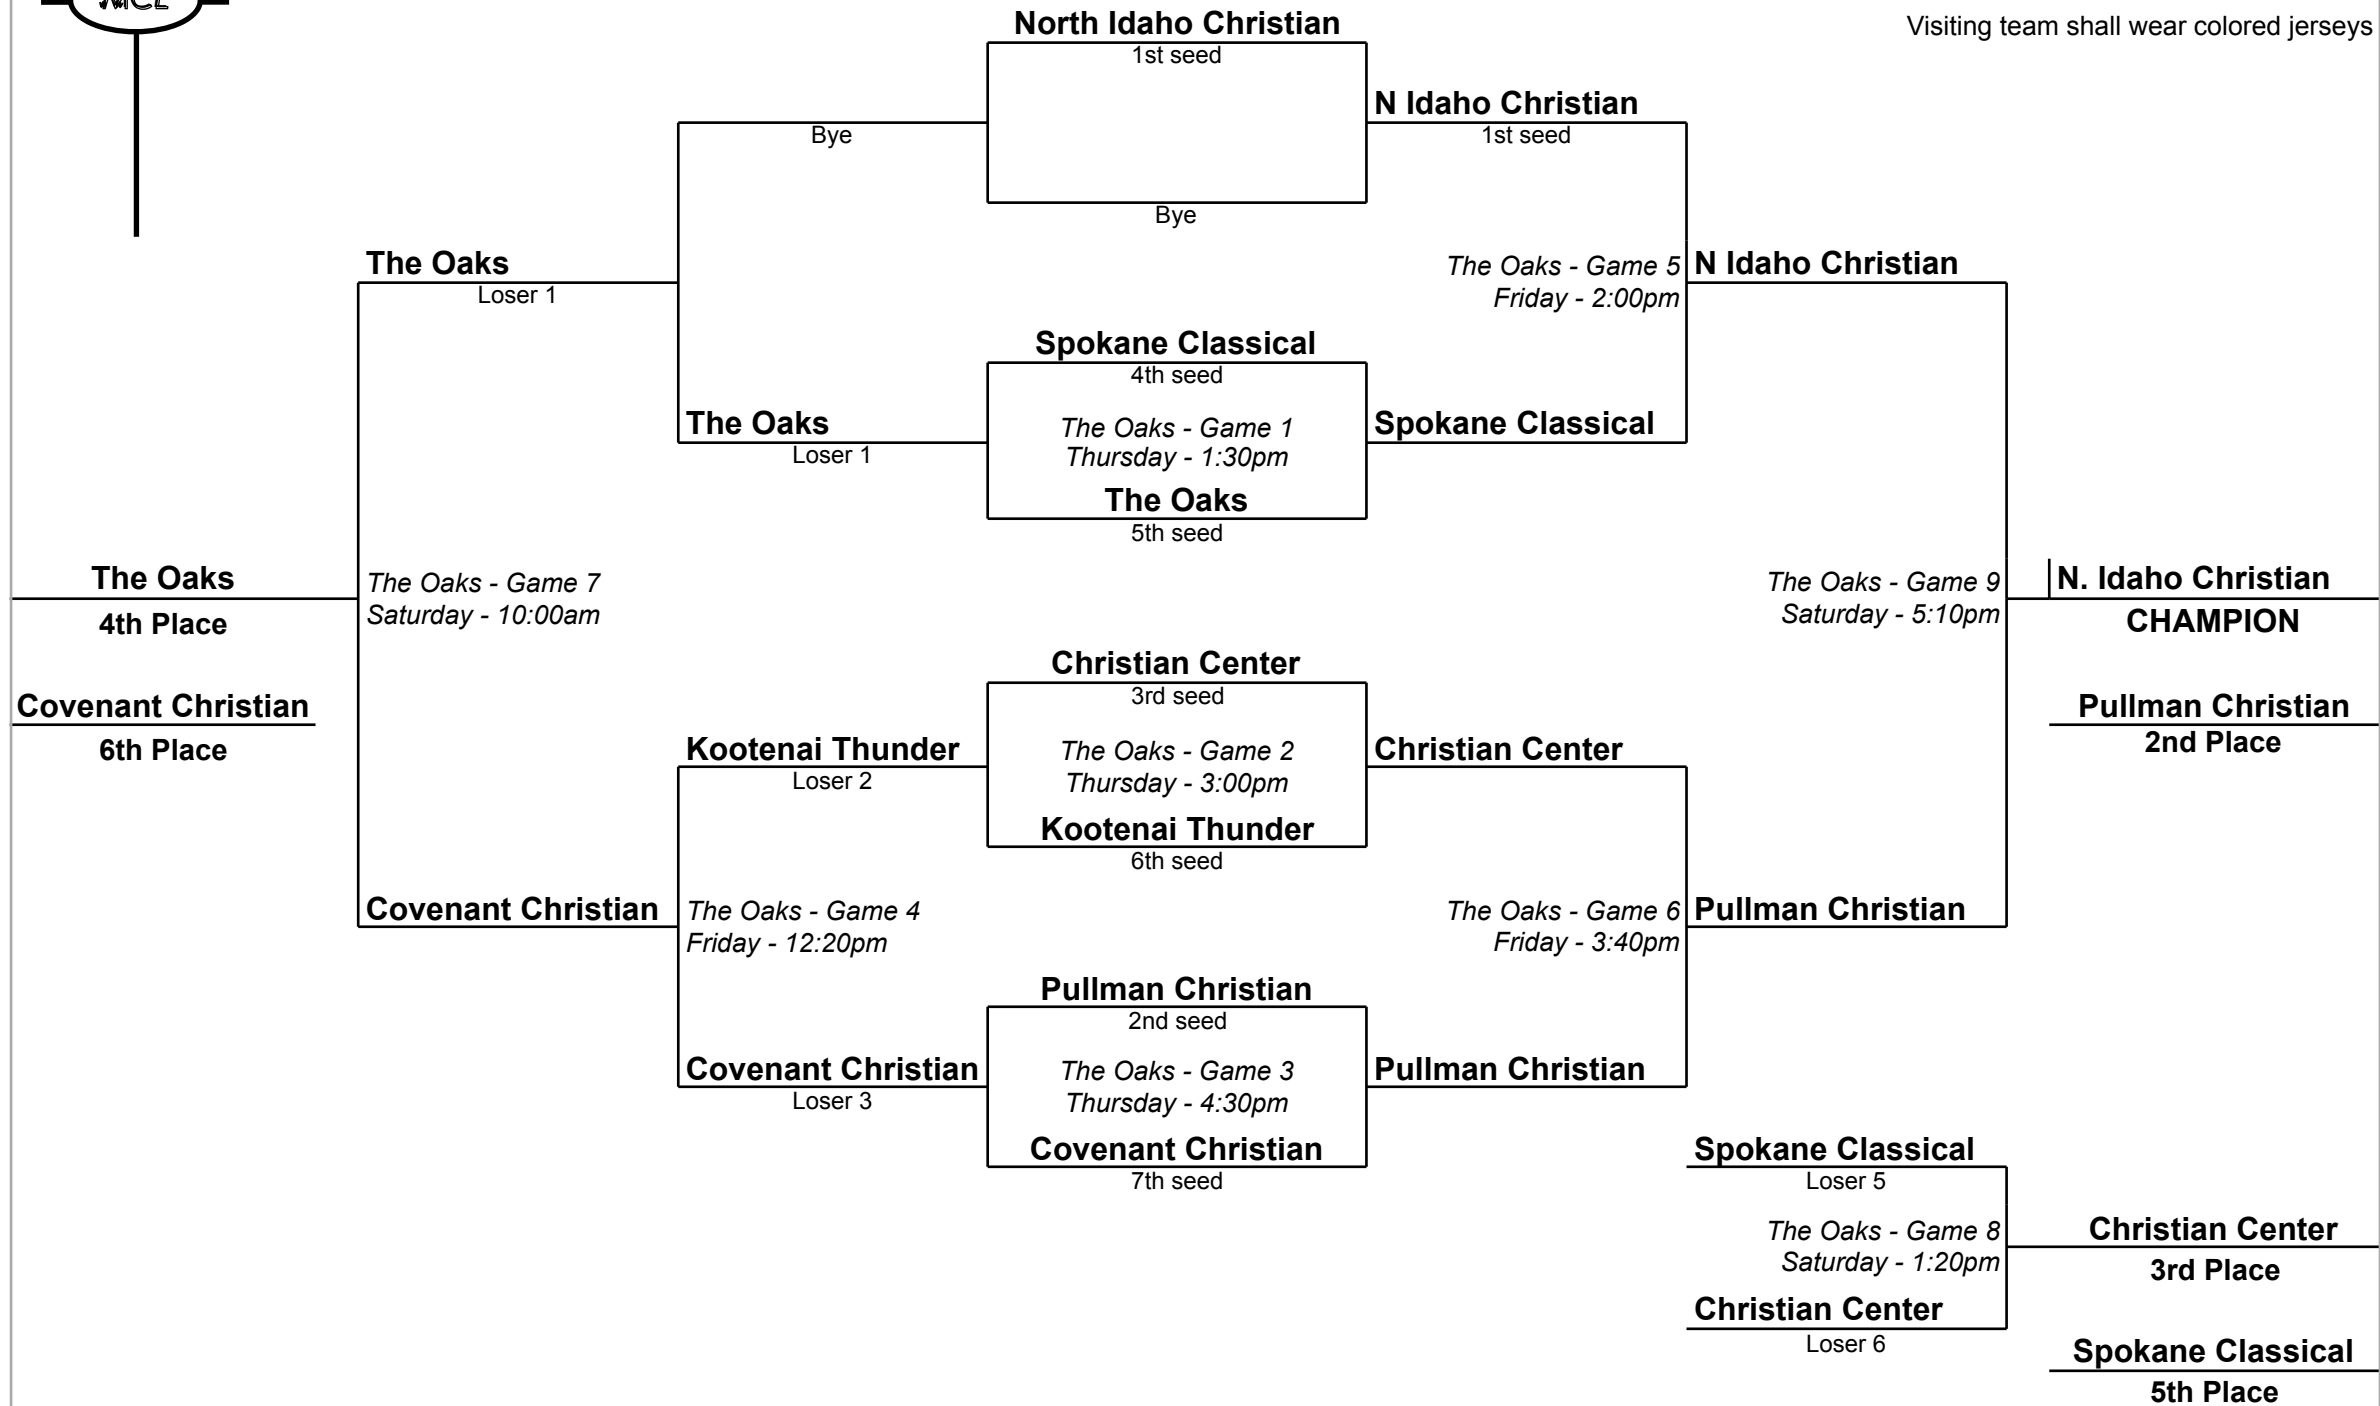 North Idaho Christian
Visiting team shall wear colored jerseys
1st seed
N Idaho Christian
Bye
1st seed
Bye
The Oaks
Loser 1
The Oaks - Game 5
Friday - 2:00pm
N Idaho Christian
Spokane Classical
4th seed
The Oaks
Loser 1
The Oaks - Game 1
Thursday - 1:30pm
Spokane Classical
The Oaks
5th seed
The Oaks
4th Place
The Oaks - Game 7
Saturday - 10:00am
The Oaks - Game 9
Saturday - 5:10pm
N. Idaho Christian
CHAMPION
Christian Center
3rd seed
Covenant Christian
6th Place
Pullman Christian
2nd Place
Kootenai Thunder
Loser 2
The Oaks - Game 2
Thursday - 3:00pm
Christian Center
Kootenai Thunder
6th seed
Covenant Christian
The Oaks - Game 4
Friday - 12:20pm
The Oaks - Game 6
Friday - 3:40pm
Pullman Christian
Pullman Christian
2nd seed
Covenant Christian
Loser 3
The Oaks - Game 3
Thursday - 4:30pm
Pullman Christian
Covenant Christian
7th seed
Spokane Classical
Loser 5
The Oaks - Game 8
Saturday - 1:20pm
Christian Center
3rd Place
Christian Center
Loser 6
Spokane Classical
5th Place